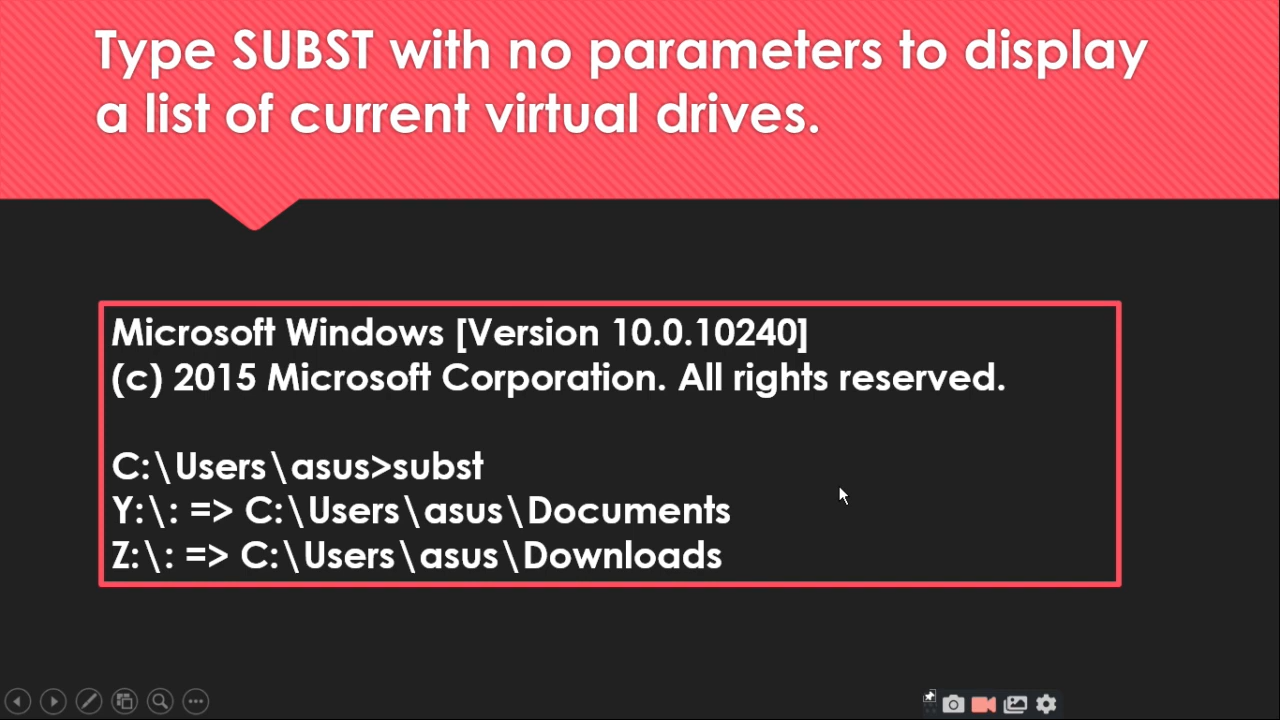 Type SUBST with no parameters to display
a list of current virtual drives.
Microsoft Windows [Version 10.0.10240]
(c) 2015 Microsoft Corporation. All rights reserved.
C:\Users\asus>subst
Y:\: => C:\Users\asus\Documents
Z:\: => C:\Users\asus\Downloads